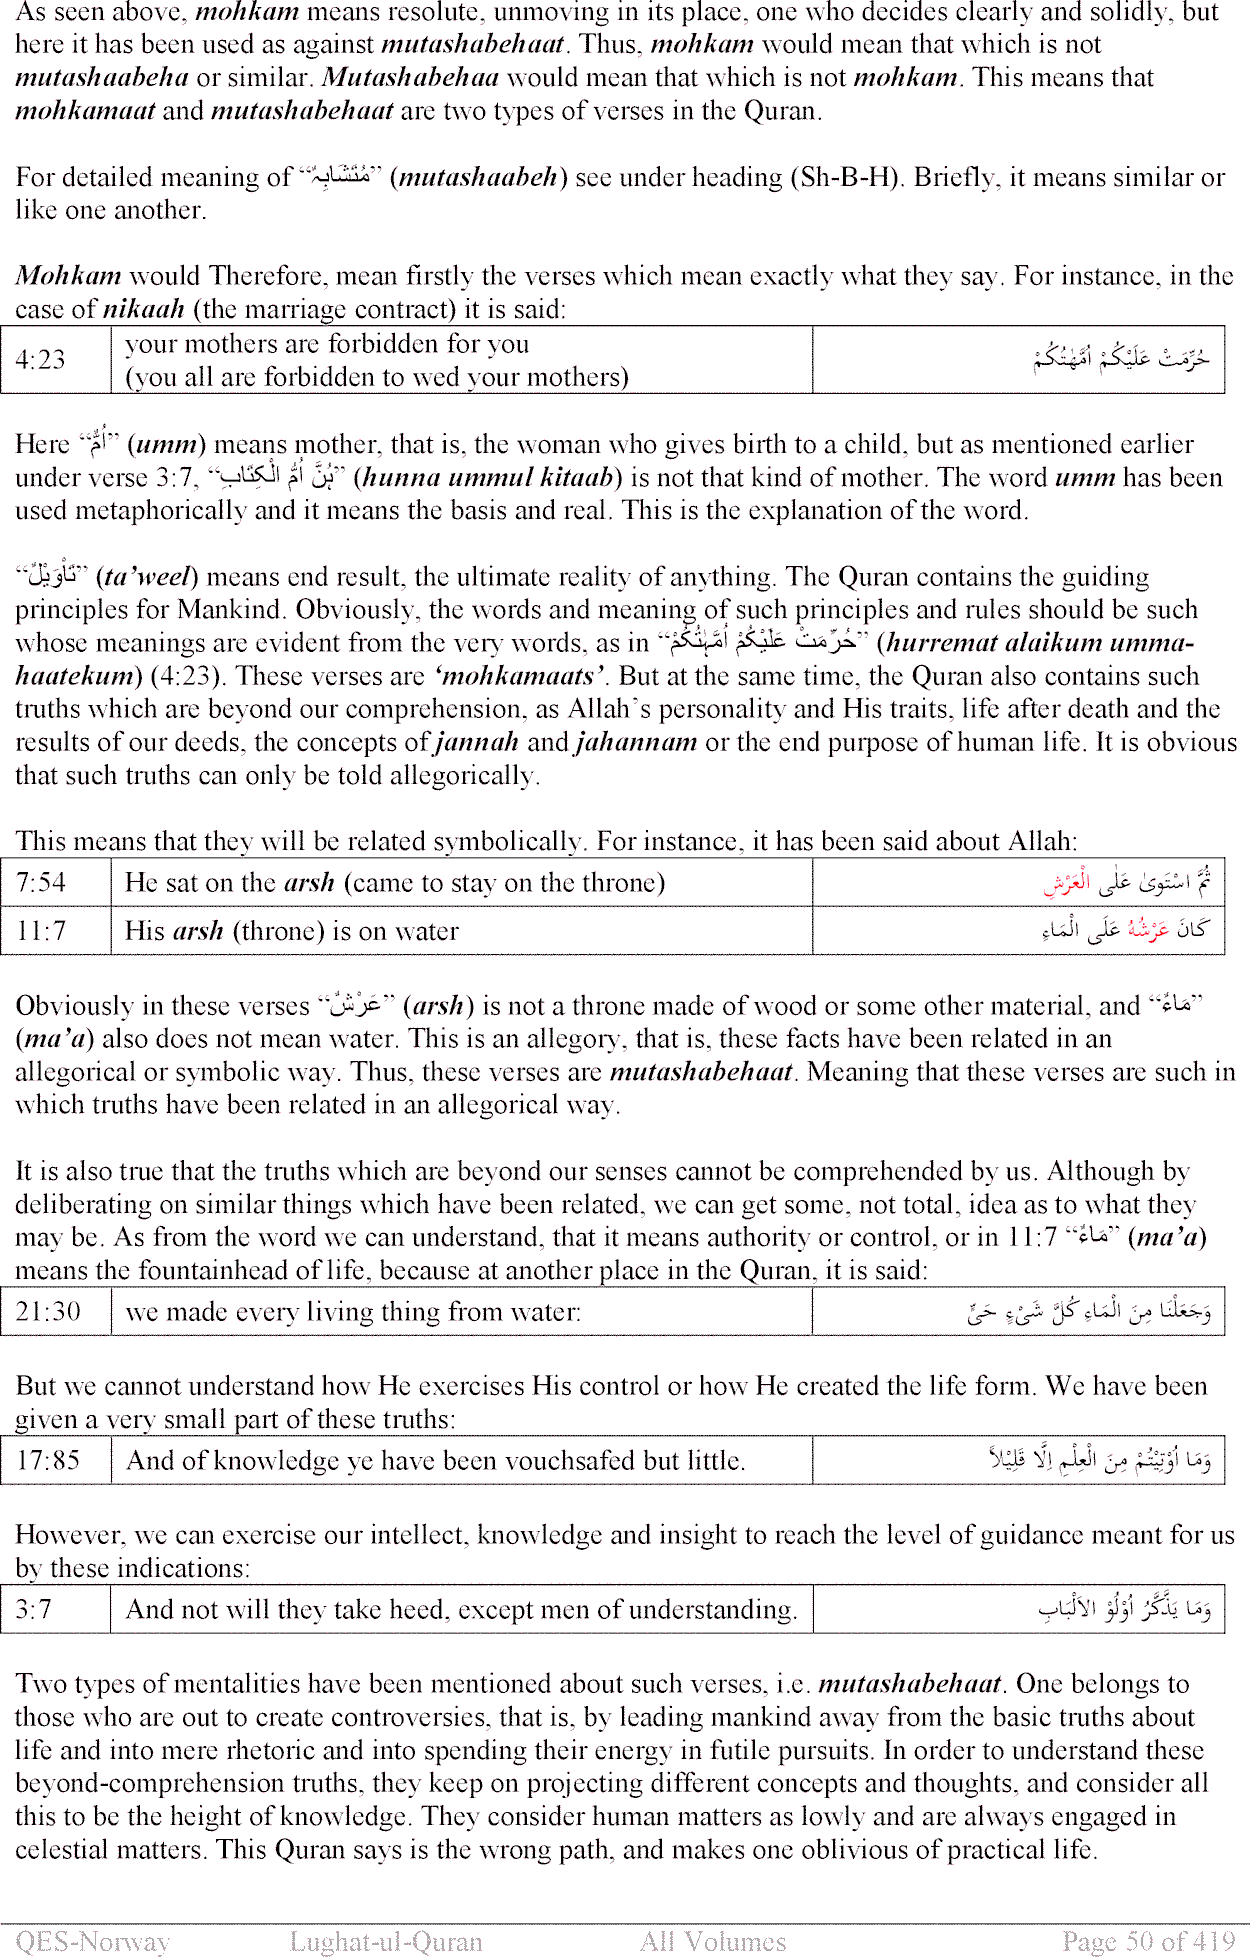 As seen above, mohkam means resolute, unmoving in its place, one who decides clearly and solidly, but
here it has been used as against mutashabehaat. Thus, mohkam would mean that which is not
mutashaabeha or similar. Mutashabehaa would mean that which is not mohkam. This means that
mohkamaat and mutashabehaat are two types of verses in the Quran.
For detailed meaning of “مُتَشَابِہٌ” (mutashaabeh) see under heading (Sh-B-H). Briefly, it means similar or
like one another.
Mohkam would Therefore, mean firstly the verses which mean exactly what they say. For instance, in the
case of nikaah (the marriage contract) it is said:
4:23 your mothers are forbidden for you
(you all are forbidden to wed your mothers) حُرِّمَتْ عَلَيْكُمْ اُمَّهٰتُكُمْ
Here “اُمٌّ” (umm) means mother, that is, the woman who gives birth to a child, but as mentioned earlier
under verse 3:7, “ہُنَّ اُمُّ الْكِتَابِ” (hunna ummul kitaab) is not that kind of mother. The word umm has been
used metaphorically and it means the basis and real. This is the explanation of the word.
“تَأْوِيْلٌ” (ta’weel) means end result, the ultimate reality of anything. The Quran contains the guiding
principles for Mankind. Obviously, the words and meaning of such principles and rules should be such
whose meanings are evident from the very words, as in “حُرِّمَتْ عَلَيْكُمْ اُمَّہٰتُكُمْ” (hurremat alaikum umma-
haatekum) (4:23). These verses are ‘mohkamaats’. But at the same time, the Quran also contains such
truths which are beyond our comprehension, as Allah’s personality and His traits, life after death and the
results of our deeds, the concepts of jannah and jahannam or the end purpose of human life. It is obvious
that such truths can only be told allegorically.
This means that they will be related symbolically. For instance, it has been said about Allah:
7:54 He sat on the arsh (came to stay on the throne) ثُمَّ اسْتَوىٰ عَلٰى الْعَرْشِ
11:7 His arsh (throne) is on water كَانَ عَرْشُهُ عَلَى الْمَاءِ
Obviously in these verses “عَرْشٌ” (arsh) is not a throne made of wood or some other material, and “مَاءٌ”
(ma’a) also does not mean water. This is an allegory, that is, these facts have been related in an
allegorical or symbolic way. Thus, these verses are mutashabehaat. Meaning that these verses are such in
which truths have been related in an allegorical way.
It is also true that the truths which are beyond our senses cannot be comprehended by us. Although by
deliberating on similar things which have been related, we can get some, not total, idea as to what they
may be. As from the word we can understand, that it means authority or control, or in 11:7 “مَاءٌ” (ma’a)
means the fountainhead of life, because at another place in the Quran, it is said:
21:30 we made every living thing from water: وَجَعَلْنَا مِنَ الْمَاءِ كُلَّ شَىْءٍ حَىٍّ
But we cannot understand how He exercises His control or how He created the life form. We have been
given a very small part of these truths:
17:85 And of knowledge ye have been vouchsafed but little. وَمَا اُوْتِيْتُمْ مِنَ الْعِلْمِ اِلَّا قَلِيْلاً
However, we can exercise our intellect, knowledge and insight to reach the level of guidance meant for us
by these indications:
3:7 And not will they take heed, except men of understanding. وَمَا يَذَّكَّرُ اُوْلُوْ الاَلْبَابِ
Two types of mentalities have been mentioned about such verses, i.e. mutashabehaat. One belongs to
those who are out to create controversies, that is, by leading mankind away from the basic truths about
life and into mere rhetoric and into spending their energy in futile pursuits. In order to understand these
beyond-comprehension truths, they keep on projecting different concepts and thoughts, and consider all
this to be the height of knowledge. They consider human matters as lowly and are always engaged in
celestial matters. This Quran says is the wrong path, and makes one oblivious of practical life.
QES-Norway Lughat-ul-Quran All Volumes Page 50 of 419